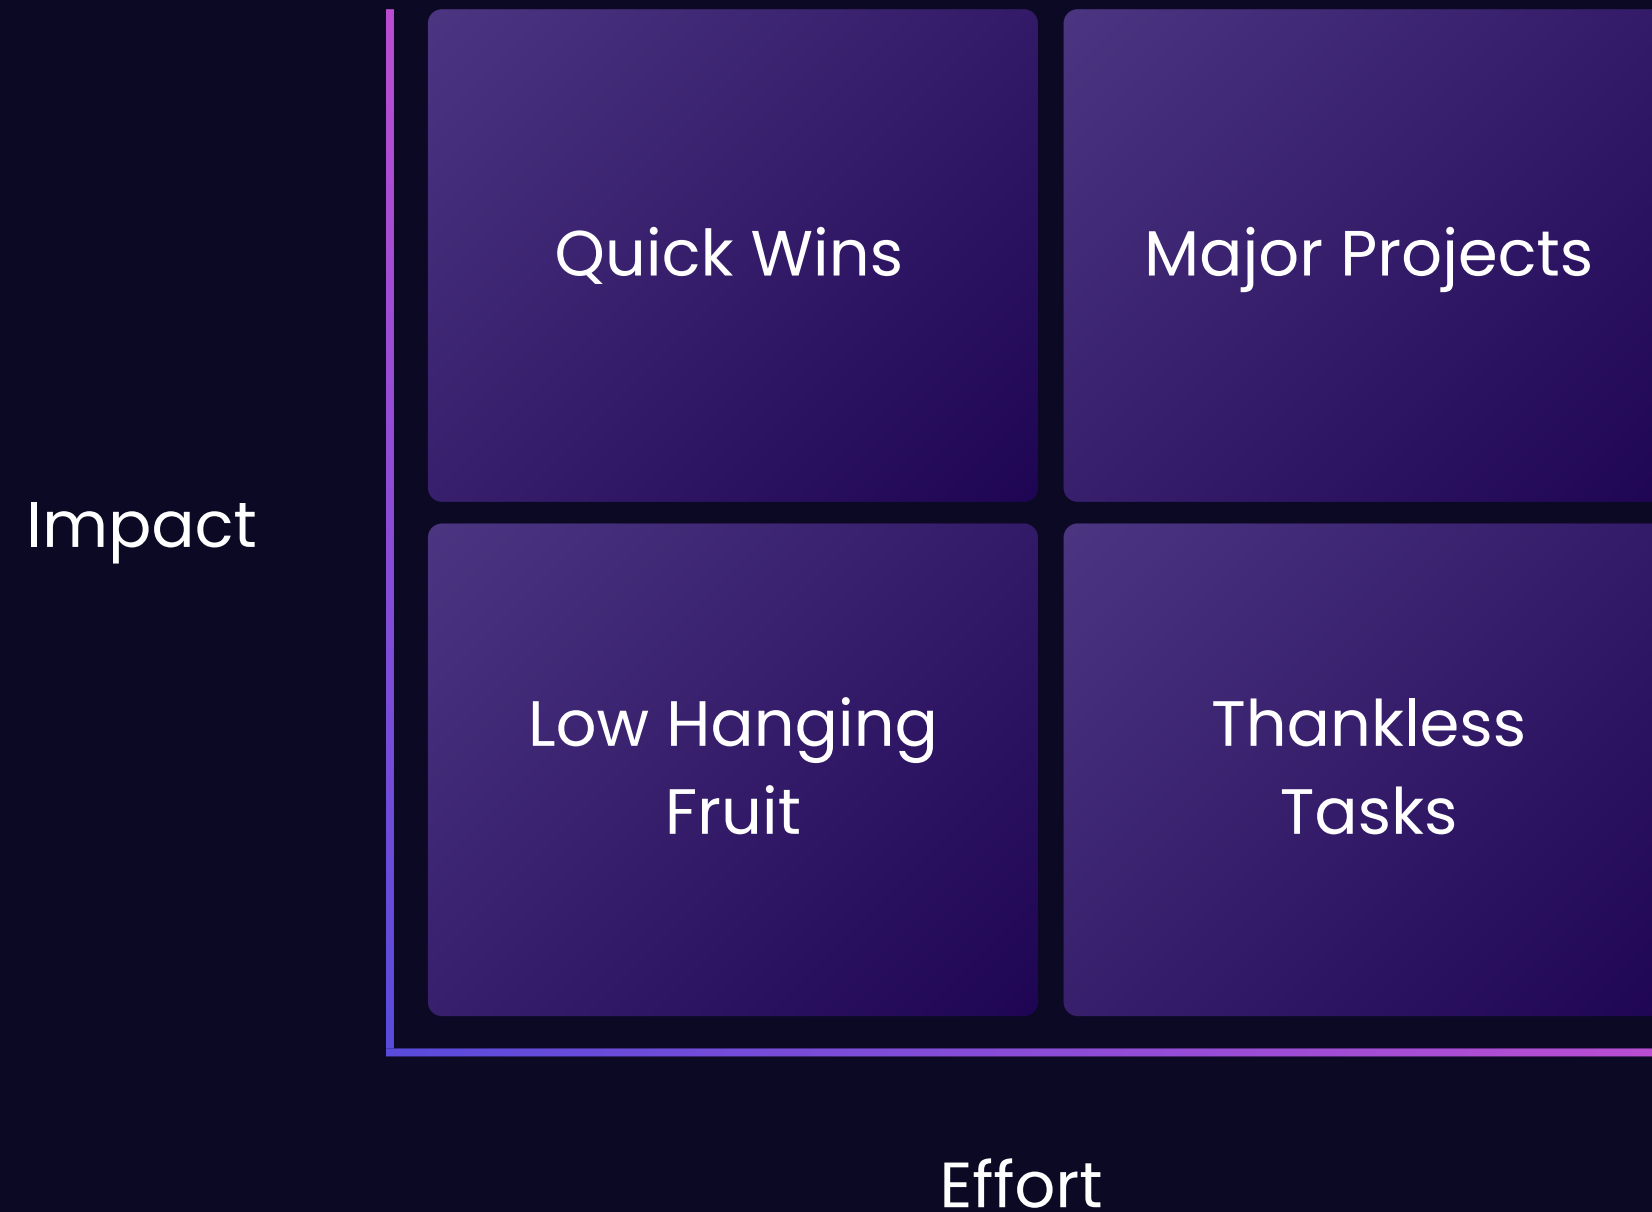 Quick Wins
Major Projects
Impact
Low Hanging
Fruit
Thankless
Tasks
Effort